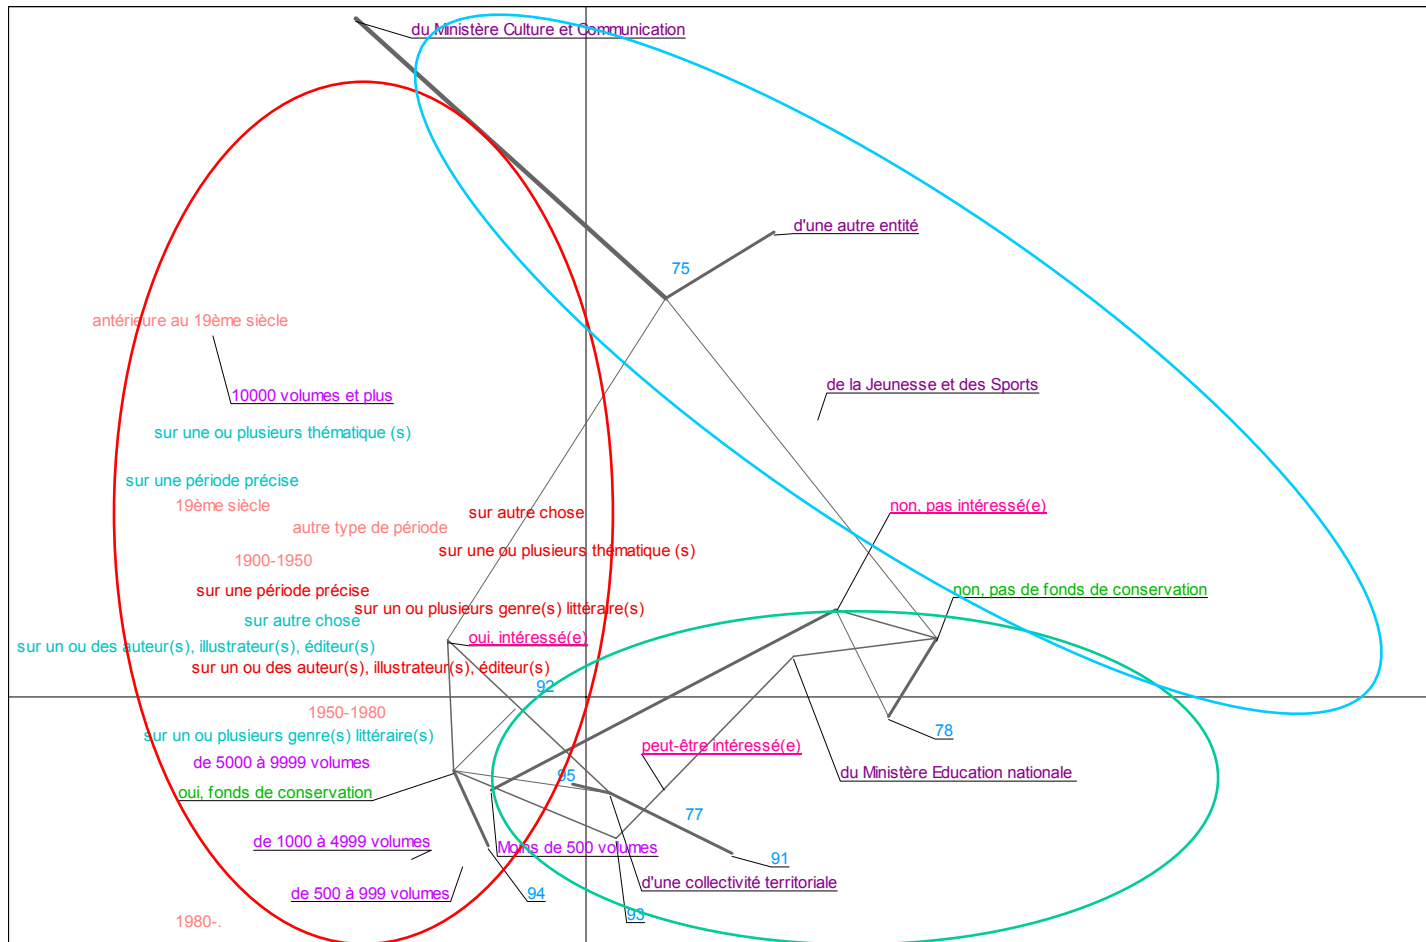 du Ministère Culture et Communication
d'une autre entité
75
antérieure au 19ème siècle
10000 volumes et plus
de la Jeunesse et des Sports
sur une ou plusieurs thématique (s)
sur une période précise
19ème siècle
sur autre chose
non, pas intéressé(e)
autre type de période
sur une ou plusieurs thématique (s)
1900-1950
sur une période précise
non, pas de fonds de conservation
sur un ou plusieurs genre(s) littéraire(s)
sur autre chose
oui, intéressé(e)
sur un ou des auteur(s), illustrateur(s), éditeur(s)
sur un ou des auteur(s), illustrateur(s), éditeur(s)
92
1950-1980
sur un ou plusieurs genre(s) littéraire(s)
78
peut-être intéressé(e)
de 5000 à 9999 volumes
du Ministère Education nationale
95
oui, fonds de conservation
77
de 1000 à 4999 volumes
Moins de 500 volumes
91
d'une collectivité territoriale
de 500 à 999 volumes
94
93
1980-.